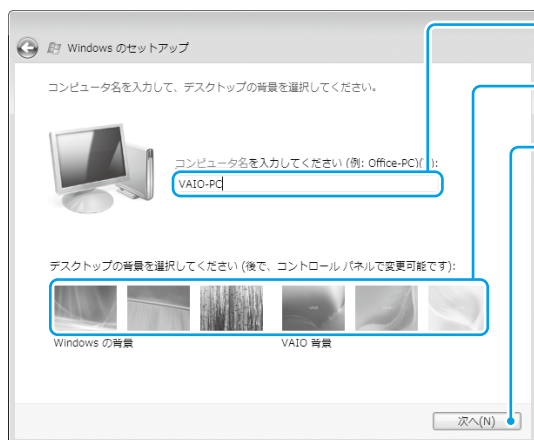 Windows のセットアップ
コンピュータ名を入力して、デスクトップの背景を選択してください。
コンピュータ名を入力してください (例: Office-PC)( ):
VAIO-PC
デスクトップの背景を選択してください (後で、コントロール パネルで変更可能です):
Windows の背景
VAIO 背景
次へ(N)